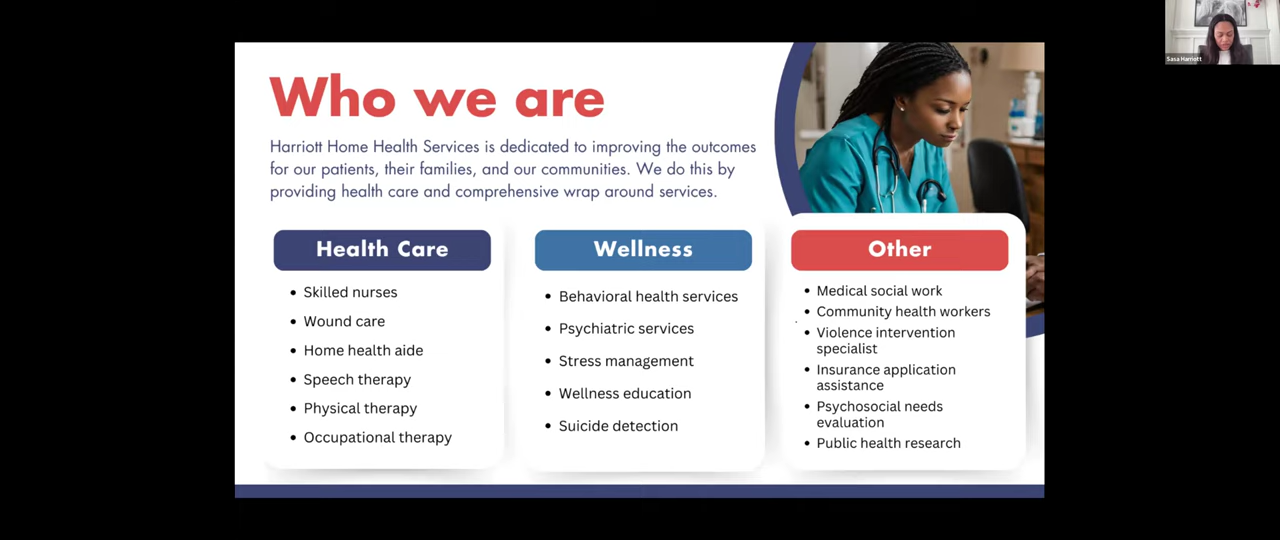 Sasa Harriott
Who we are
Harriott Home Health Services is dedicated to improving the outcomes
for our patients, their families, and our communities. We do this by
providing health care and comprehensive wrap around services.
Health Care
• Skilled nurses
• Wound care
• Home health aide
• Speech therapy
• Physical therapy
• Occupational therapy
Wellness
• Behavioral health services
• Psychiatric services
• Stress management
• Wellness education
• Suicide detection
Other
• Medical social work
• Community health workers
• Violence intervention
specialist
• Insurance application
assistance
• Psychosocial needs
evaluation
• Public health research